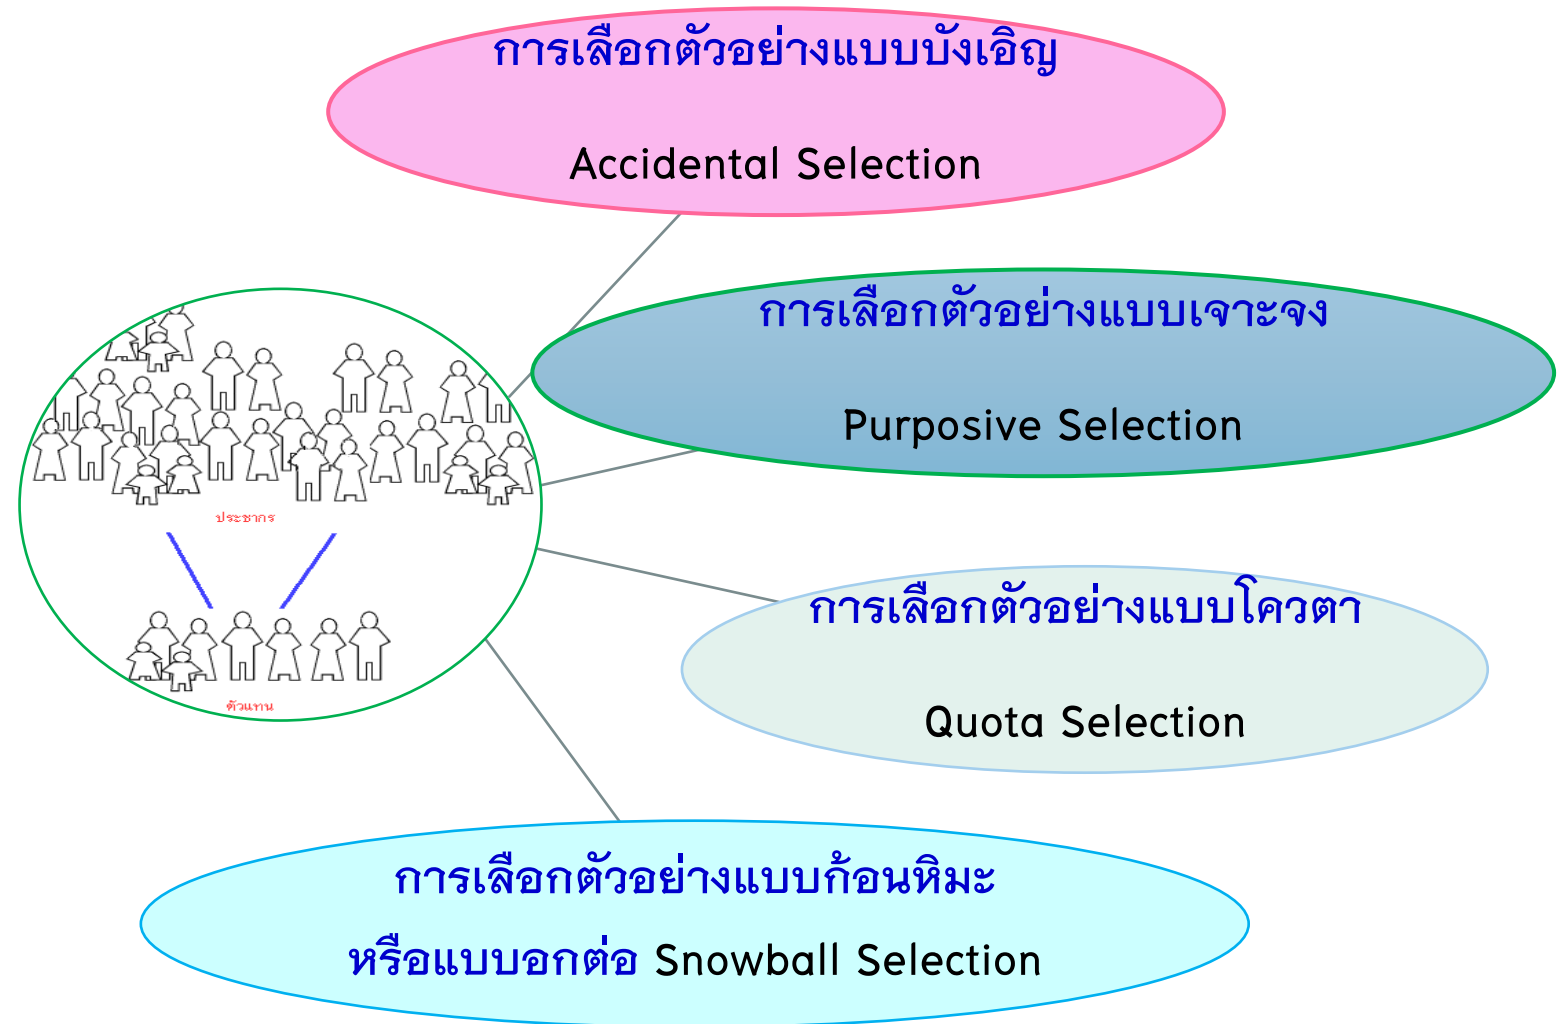 การเลือกตัวอย่างแบบบังเอิญ
Accidental Selection
การเลือกตัวอย่างแบบเจาะจง
Purposive Selection
ประชากร
ตัวแทน
การเลือกตัวอย่างแบบโควตา
Quota Selection
การเลือกตัวอย่างแบบก้อนหิมะ
หรือแบบอกต่อ Snowball Selection